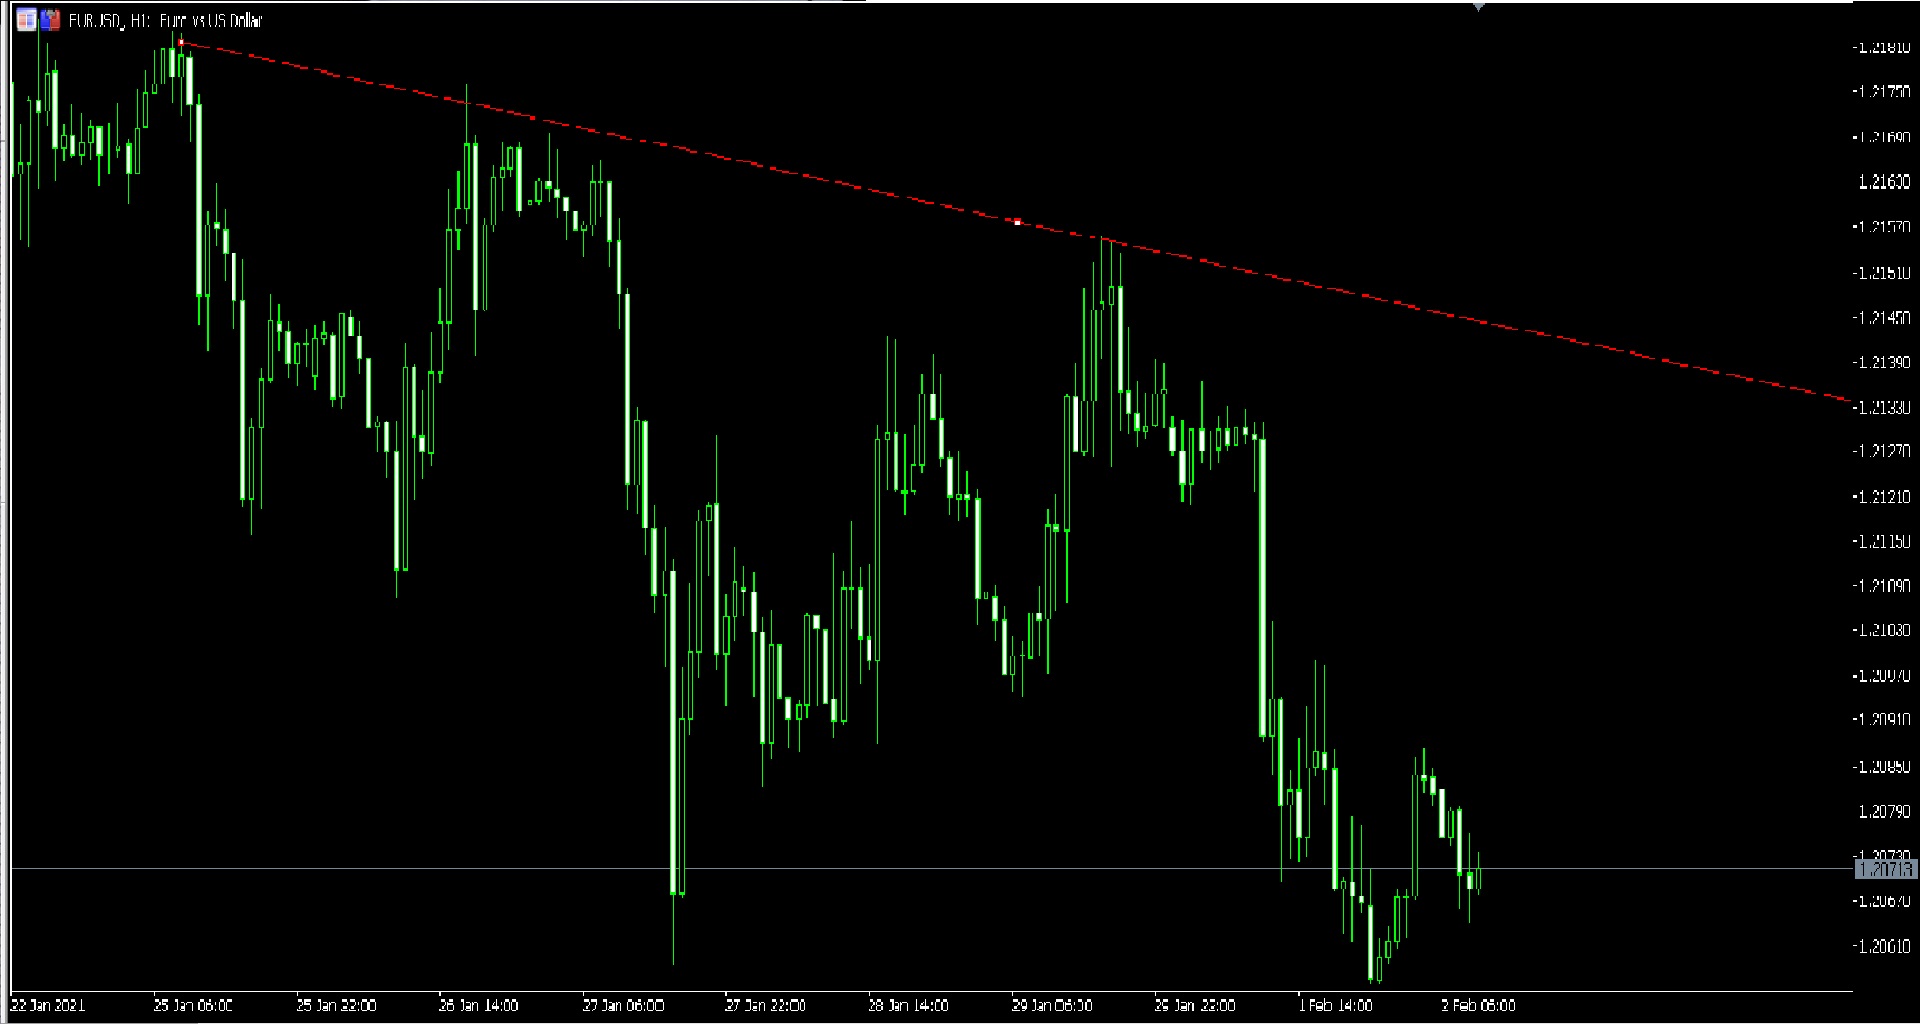 EURUSD, H1: Euro vs US Dollar
1.21810
1.21750
1.21690
1.21630
1.21570
1.21510
1.21450
1.21390
1.21330
1.21270
1.21210
1.21150
1.21090
1.21030
1.20970
1.20910
1.20850
1.20790
1.20730
1.20713
1.20670
1.20610
22 Jan 2021
25 Jan 06:00
25 Jan 22:00
26 Jan 14:00
27 Jan 06:00
27 Jan 22:00
28 Jan 14:00
29 Jan 06:00
29 Jan 22:00
1 Feb 14:00
2 Feb 06:00